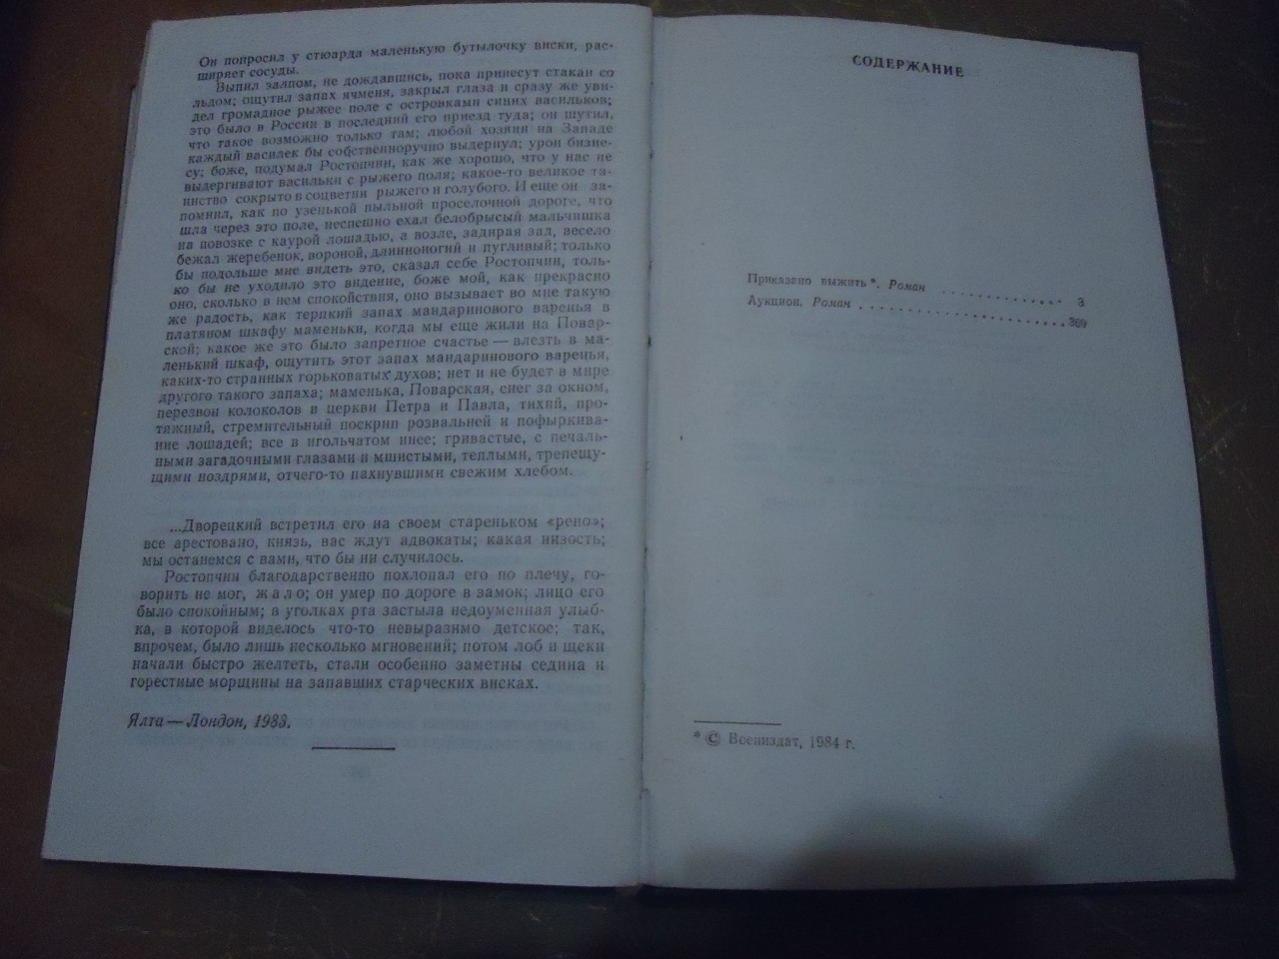 Он попросил у стюарда маленькую бутылочку виски, рас-
ширяет сосуды.
Выпил залпом, не дождавшись, пока принесут стакан со
льдом; ощутил запах ячменя, закрыл глаза и сразу же уви-
дел громадное рыжее поле с островками синих васильков;
это было в России в последний его приезд туда; он шутил,
что такое возможно только там; любой хозяин на Западе
каждый василек бы собственноручно выдернул; урон бизне-
су; боже, подумал Ростопчин, как же хорошо, что у нас не
выдергивают васильки с рыжего поля; какое-то великое та-
инство сокрыто в соцветии рыжего и голубого. И еще он за-
помнил, как по узенькой пыльной проселочной дороге, что
шла через это поле, неспешно ехал белобрысый мальчишка
на повозке с каурой лошадью, а возле, задирая зад, весело
бежал жеребенок, вороной, длинноногий и пугливый; только
бы подольше мне видеть это, сказал себе Ростопчин, толь-
ко бы не уходило это видение, боже мой, как прекрасно
оно, сколько в нем спокойствия, оно вызывает во мне такую
же радость, как терпкий запах мандаринового варенья в
платяном шкафу маменьки, когда мы еще жили на Повар-
ской; какое же это было запретное счастье — влезть в ма-
ленький шкаф, ощутить этот запах мандаринового варенья,
каких-то странных горьковатых духов; нет и не будет в мире
другого такого запаха; маменька, Поварская, снег за окном,
перезвон колоколов в церкви Петра и Павла, тихий, про-
тяжный, стремительный поскрип розвальней и пофыркива-
ние лошадей; все в игольчатом инее; гривастые, с печаль-
ными загадочными глазами и мшистыми, теплыми, трепещу-
щими ноздрями, отчего-то пахнувшими свежим хлебом.
...Дворецкий встретил его на своем стареньком «рено»;
все арестовано, князь, вас ждут адвокаты; какая низость;
мы останемся с вами, что бы ни случилось.
Ростопчин благодарственно похлопал его по плечу, го-
ворить не мог, жало; он умер по дороге в замок; лицо его
было спокойным; в уголках рта застыла недоуменная улыб-
ка, в которой виделось что-то невыразимо детское; так,
впрочем, было лишь несколько мгновений; потом лоб и щеки
начали быстро желтеть, стали особенно заметны седина и
горестные морщины на запавших старческих висках.
Ялта — Лондон, 1983.
СОДЕРЖАНИЕ
Приказано выжить*. Роман . . . . . . . . . . . 3
Аукцион. Роман . . . . . . . . . . . . . . . . . . 369
* © Воениздат, 1984 г.